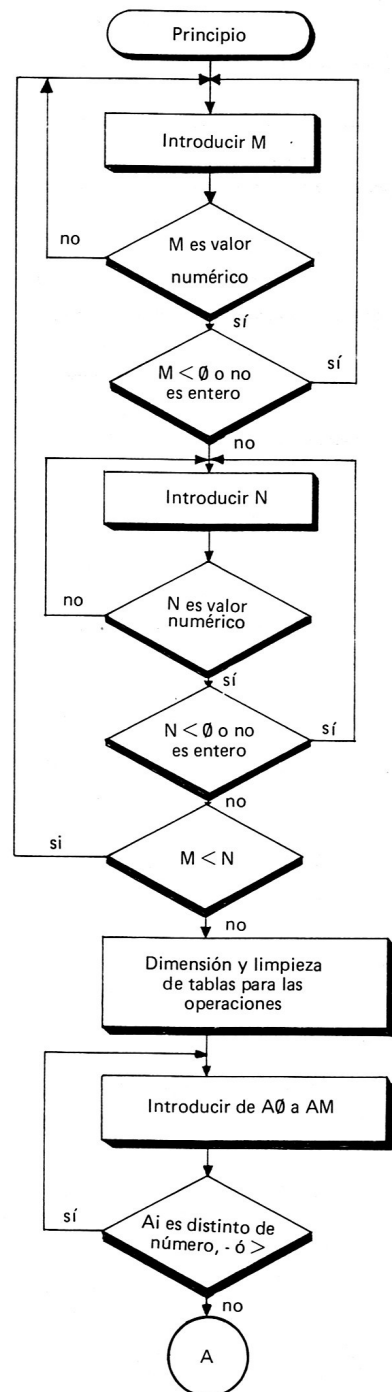 Principio
Introducir M
no
M es valor
numérico
sí
M < Ø o no
es entero
sí
no
Introducir N
no
N es valor
numérico
sí
N < Ø o no
es entero
sí
no
si
M < N
no
Dimensión y limpieza
de tablas para las
operaciones
Introducir de AØ a AM
sí
Ai es distinto de
número, - ó >
no
A